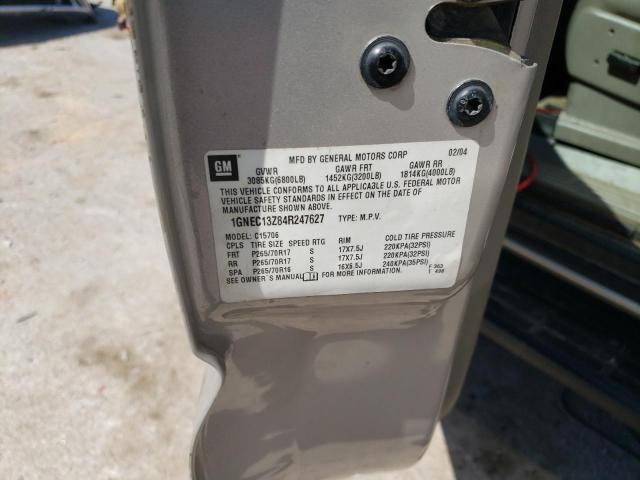 GM
MFD BY GENERAL MOTORS CORP 02/04
GVWR GAWR FRT GAWR RR
3085KG(6800LB) 1452KG(3200LB) 1814KG(4000LB)
THIS VEHICLE CONFORMS TO ALL APPLICABLE U.S. FEDERAL MOTOR
VEHICLE SAFETY STANDARDS IN EFFECT ON THE DATE OF
MANUFACTURE SHOWN ABOVE.
1GNEC13Z84R247627 TYPE: M.P.V.
MODEL: C15706
CPLS TIRE SIZE SPEED RTG RIM COLD TIRE PRESSURE
FRT P265/70R17 S 17X7.5J 220KPA(32PSI)
RR P265/70R17 S 17X7.5J 220KPA(32PSI)
SPA P265/70R16 S 16X6.5J 240KPA(35PSI)
SEE OWNER'S MANUAL FOR MORE INFORMATION.
F 363
T 498